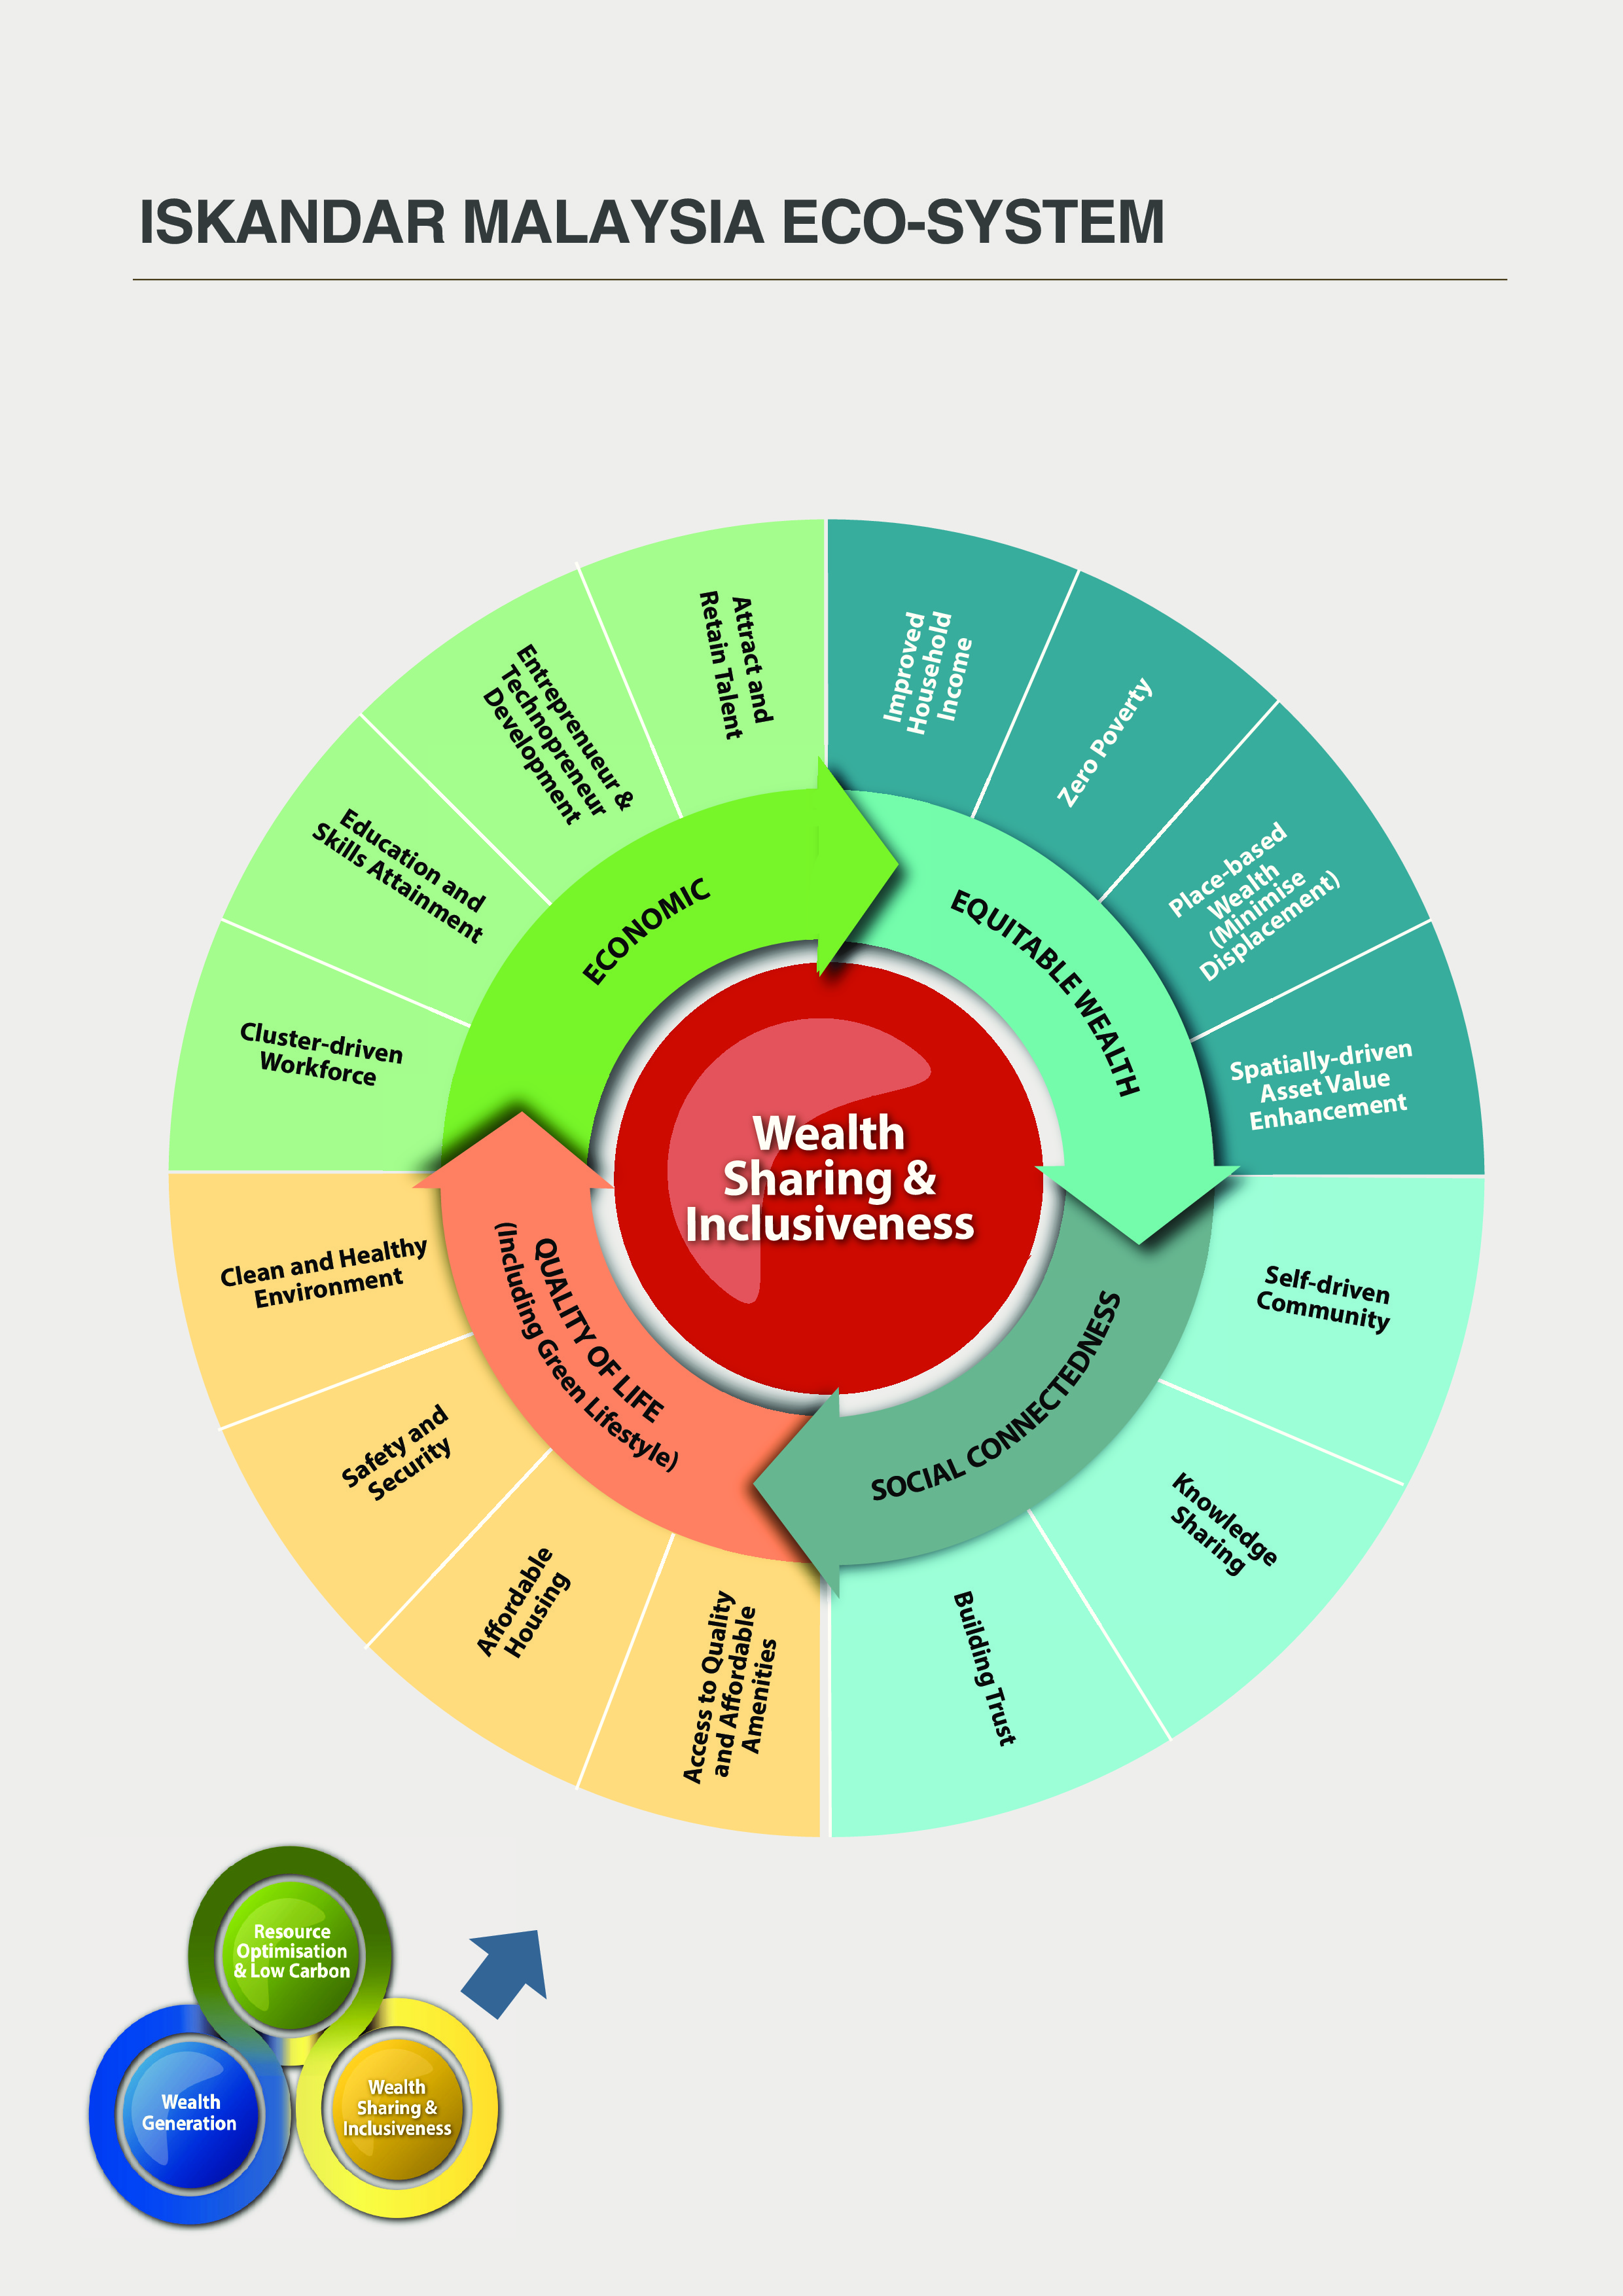 ISKANDAR MALAYSIA ECO-SYSTEM
Attract and
Retain Talent
Entreprenueur &
Technopreneur
Development
Education and
Skills Attainment
Cluster-driven
Workforce
ECONOMIC
Improved
Household
Income
Zero Poverty
Place-based
Wealth
(Minimise
Displacement)
Spatially-driven
Asset Value
Enhancement
EQUITABLE WEALTH
Wealth
Sharing &
Inclusiveness
Self-driven
Community
Knowledge
Sharing
Building Trust
SOCIAL CONNECTEDNESS
Clean and Healthy
Environment
Safety and
Security
Affordable
Housing
Access to Quality
and Affordable
Amenities
QUALITY OF LIFE
(Including Green Lifestyle)
Resource
Optimisation
& Low Carbon
Wealth
Generation
Wealth
Sharing &
Inclusiveness